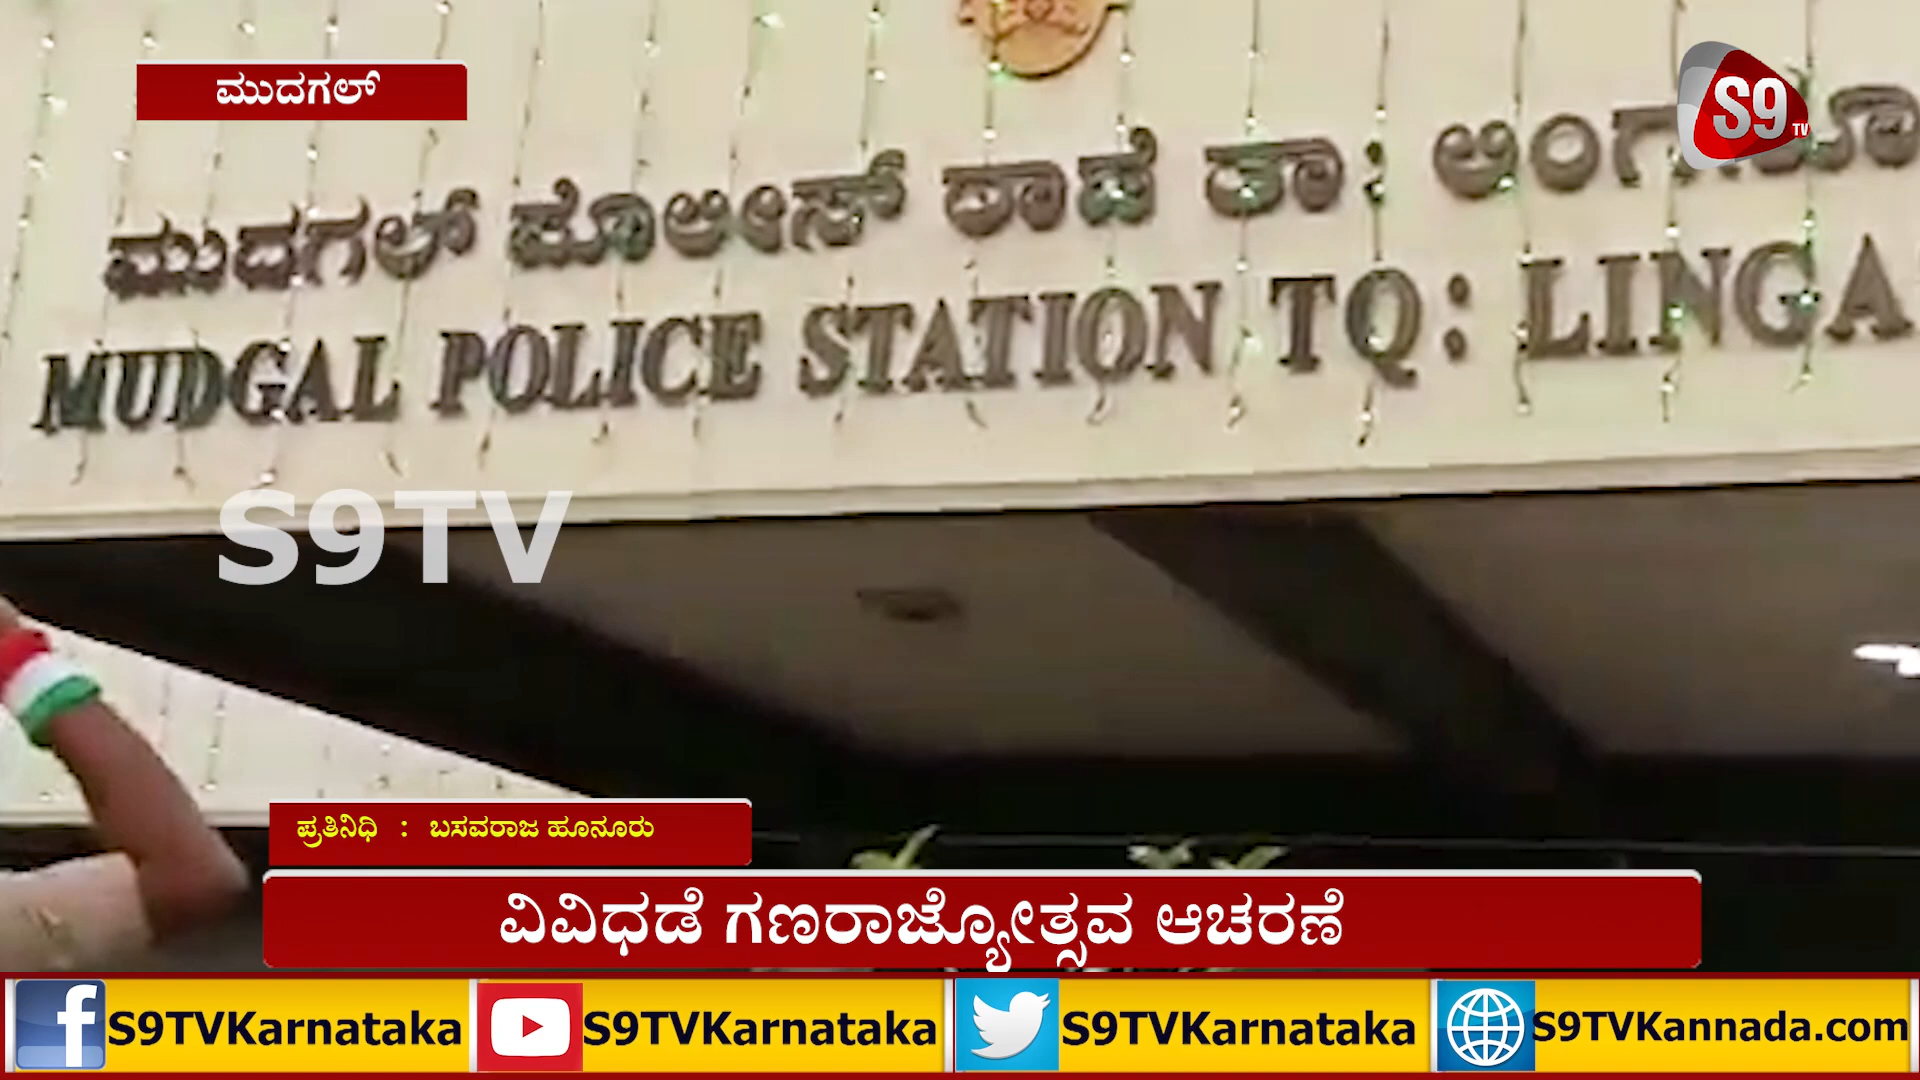 ಮುದಗಲ್
S9 TV
ಮುದಗಲ್ ಪೊಲೀಸ್ ಠಾಣೆ ತಾ: ಲಿಂಗಸೂ
MUDGAL POLICE STATION TQ: LINGA
S9TV
ಪ್ರತಿನಿಧಿ : ಬಸವರಾಜ ಹೂನೂರು
ವಿವಿಧಡೆ ಗಣರಾಜ್ಯೋತ್ಸವ ಆಚರಣೆ
S9TVKarnataka S9TVKarnataka S9TVKarnataka S9TVKannada.com